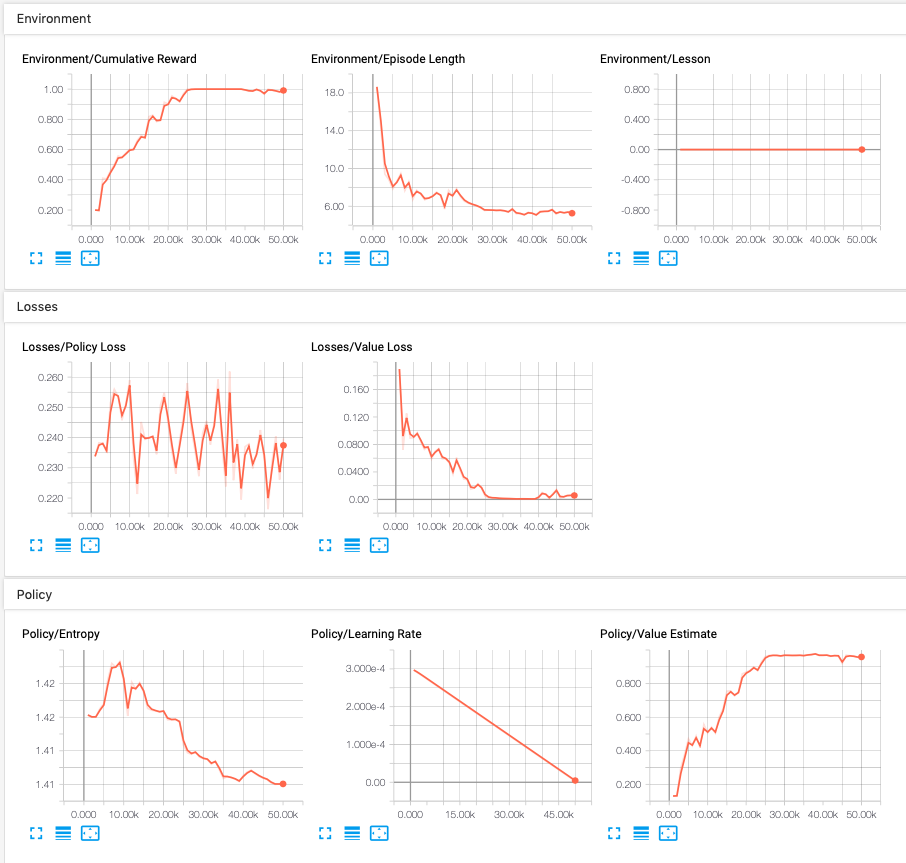 Environment
Environment/Cumulative Reward
1.00
0.800
0.600
0.400
0.200
0.000 10.00k 20.00k 30.00k 40.00k 50.00k
Environment/Episode Length
18.0
14.0
10.0
6.00
0.000 10.00k 20.00k 30.00k 40.00k 50.00k
Environment/Lesson
0.800
0.400
0.00
-0.400
-0.800
0.000 10.00k 20.00k 30.00k 40.00k 50.00k
Losses
Losses/Policy Loss
0.260
0.250
0.240
0.230
0.220
0.000 10.00k 20.00k 30.00k 40.00k 50.00k
Losses/Value Loss
0.160
0.120
0.0800
0.0400
0.00
0.000 10.00k 20.00k 30.00k 40.00k 50.00k
Policy
Policy/Entropy
1.42
1.42
1.41
1.41
0.000 10.00k 20.00k 30.00k 40.00k 50.00k
Policy/Learning Rate
3.000e-4
2.000e-4
1.000e-4
0.00
0.000 15.00k 30.00k 45.00k
Policy/Value Estimate
0.800
0.600
0.400
0.200
0.000 10.00k 20.00k 30.00k 40.00k 50.00k